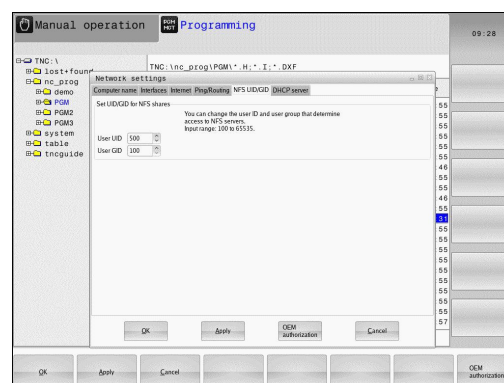 Manual operation
PGM
MGT
Programming
09:28
TNC:\
lost+found
nc_prog
demo
PGM
PGM2
PGM3
system
table
tncguide
TNC:\nc_prog\PGM\*.H;*.I;*.DXF
Network settings
Computer name Interfaces Internet Ping/Routing NFS UID/GID DHCP server
Set UID/GID for NFS shares
You can change the user ID and user group that determine
access to NFS servers.
Input range: 100 to 65535.
User UID 500
User GID 100
55
55
55
55
55
46
55
55
46
55
31
55
55
55
55
55
55
55
55
55
57
OK Apply OEM authorization Cancel
OK Apply Cancel OEM authorization